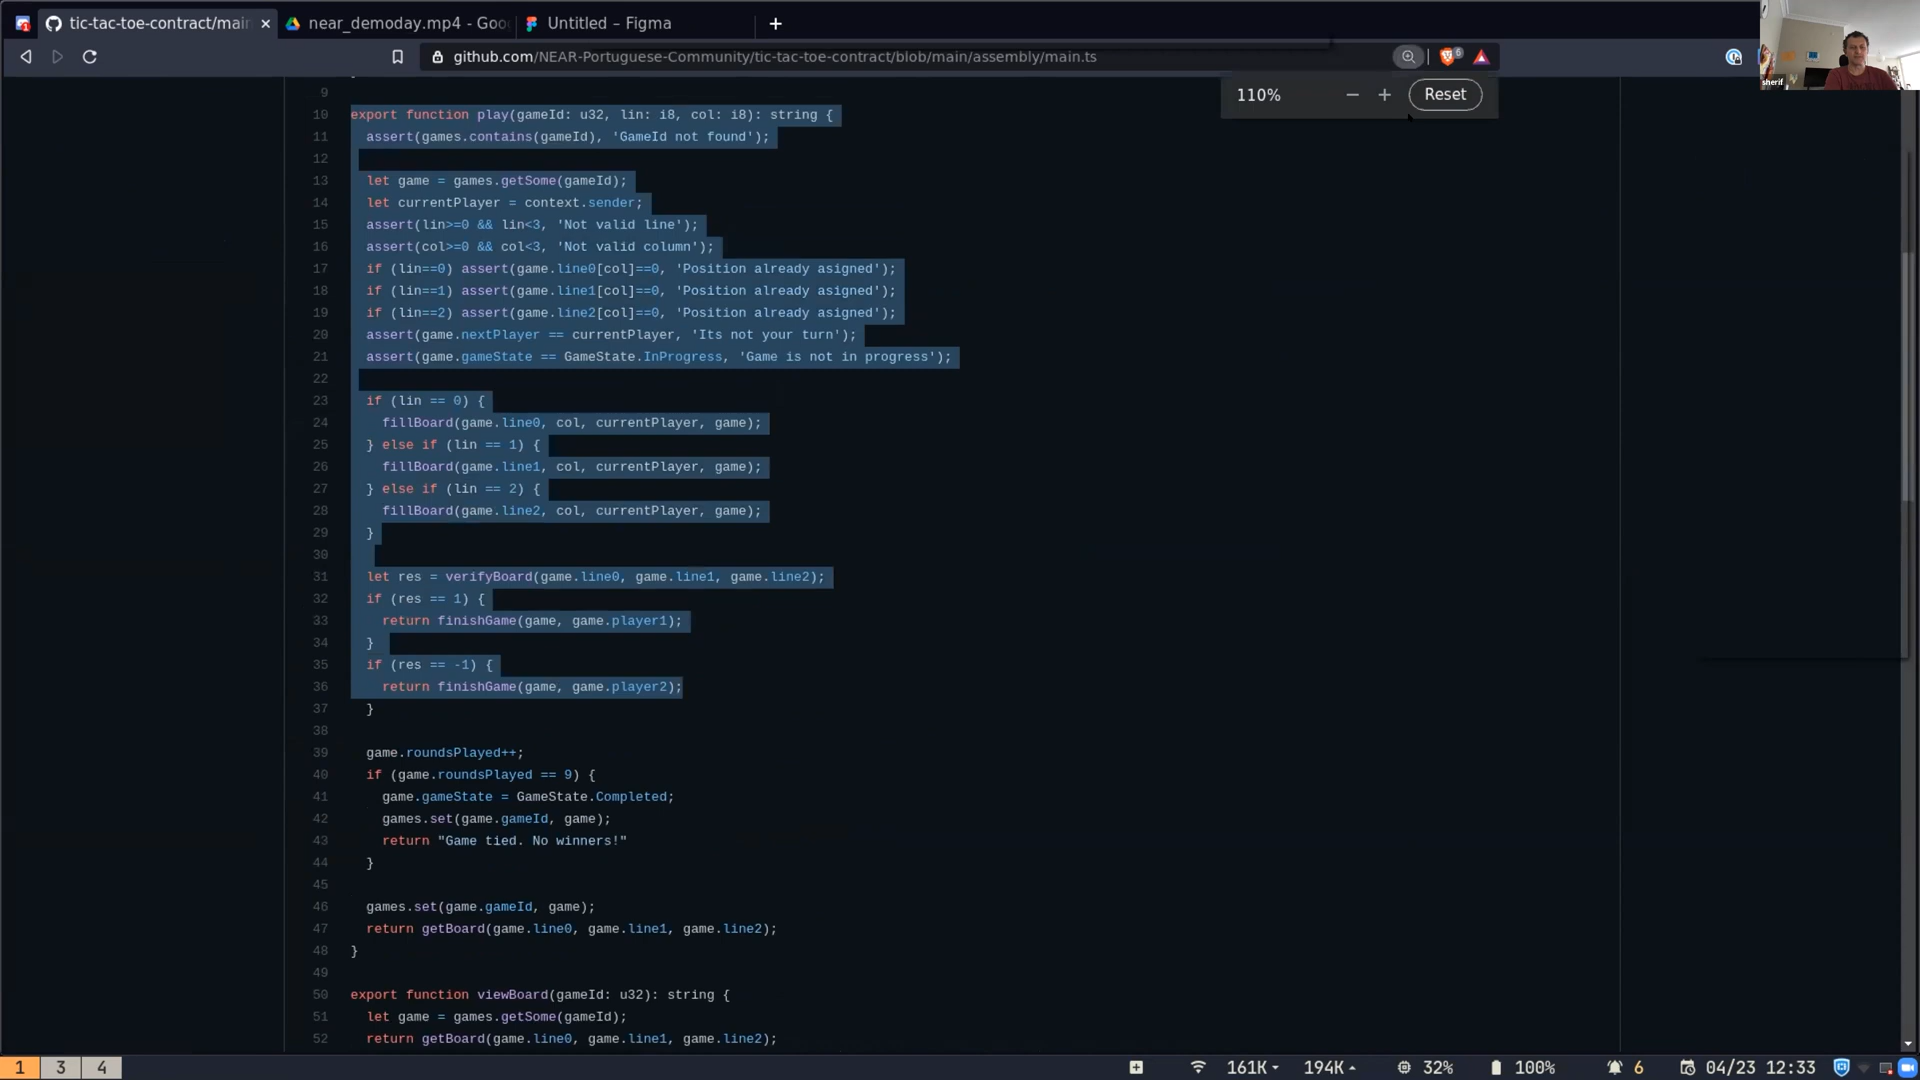 tic-tac-toe-contract/mai
near_demoday.mp4 - Goo
Untitled – Figma
github.com/NEAR-Portuguese-Community/tic-tac-toe-contract/blob/main/assembly/main.ts
6
110%
Reset
sherif
9
10 export function play(gameId: u32, lin: i8, col: i8): string {
11 assert(games.contains(gameId), 'GameId not found');
12
13 let game = games.getSome(gameId);
14 let currentPlayer = context.sender;
15 assert(lin>=0 && lin<3, 'Not valid line');
16 assert(col>=0 && col<3, 'Not valid column');
17 if (lin==0) assert(game.line0[col]==0, 'Position already asigned');
18 if (lin==1) assert(game.line1[col]==0, 'Position already asigned');
19 if (lin==2) assert(game.line2[col]==0, 'Position already asigned');
20 assert(game.nextPlayer == currentPlayer, 'Its not your turn');
21 assert(game.gameState == GameState.InProgress, 'Game is not in progress');
22
23 if (lin == 0) {
24 fillBoard(game.line0, col, currentPlayer, game);
25 } else if (lin == 1) {
26 fillBoard(game.line1, col, currentPlayer, game);
27 } else if (lin == 2) {
28 fillBoard(game.line2, col, currentPlayer, game);
29 }
30
31 let res = verifyBoard(game.line0, game.line1, game.line2);
32 if (res == 1) {
33 return finishGame(game, game.player1);
34 }
35 if (res == -1) {
36 return finishGame(game, game.player2);
37 }
38
39 game.roundsPlayed++;
40 if (game.roundsPlayed == 9) {
41 game.gameState = GameState.Completed;
42 games.set(game.gameId, game);
43 return "Game tied. No winners!"
44 }
45
46 games.set(game.gameId, game);
47 return getBoard(game.line0, game.line1, game.line2);
48 }
49
50 export function viewBoard(gameId: u32): string {
51 let game = games.getSome(gameId);
52 return getBoard(game.line0, game.line1, game.line2);
1 3 4
161K 194K 32% 100% 6 04/23 12:33